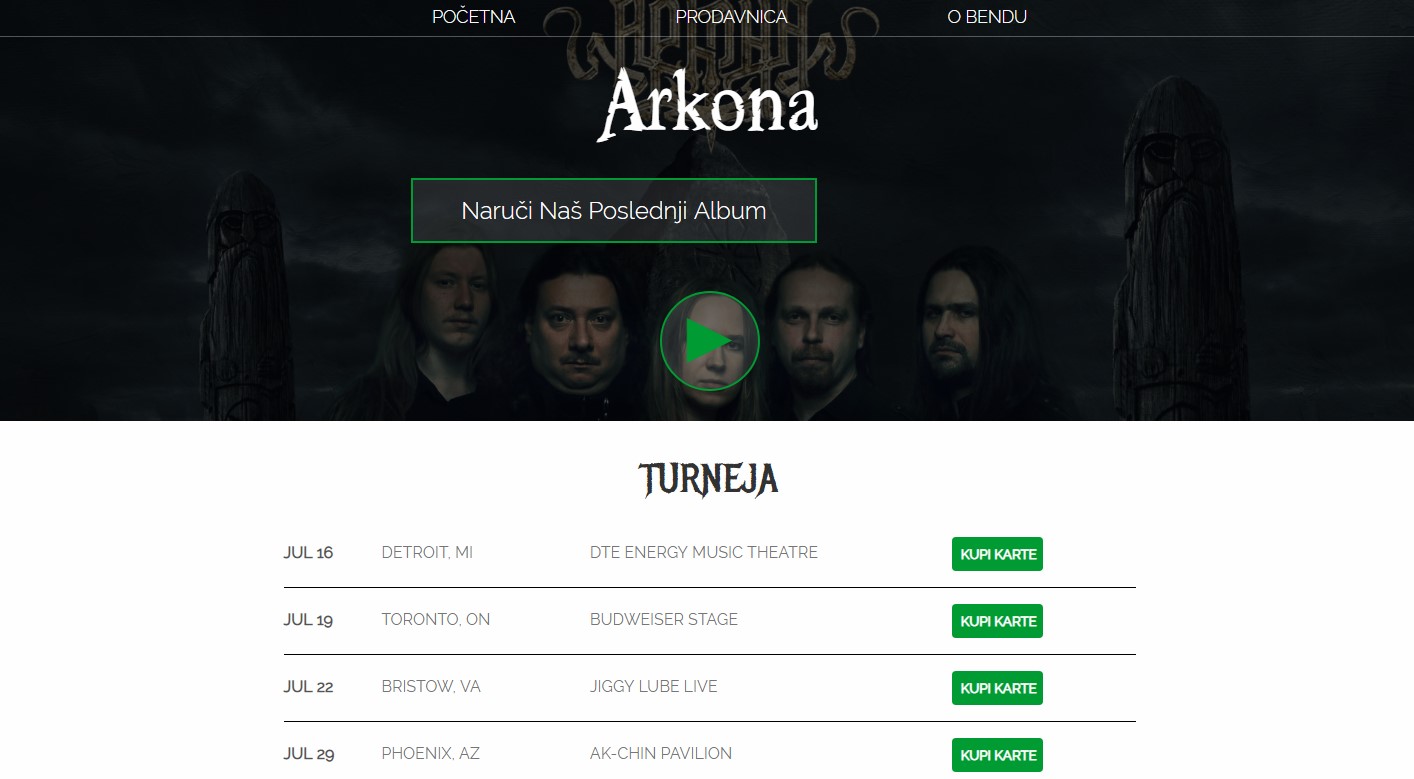 POČETNA PRODAVNICA O BENDU
Arkona
Naruči Naš Poslednji Album
TURNEJA
JUL 16 DETROIT, MI DTE ENERGY MUSIC THEATRE KUPI KARTE
JUL 19 TORONTO, ON BUDWEISER STAGE KUPI KARTE
JUL 22 BRISTOW, VA JIGGY LUBE LIVE KUPI KARTE
JUL 29 PHOENIX, AZ AK-CHIN PAVILION KUPI KARTE